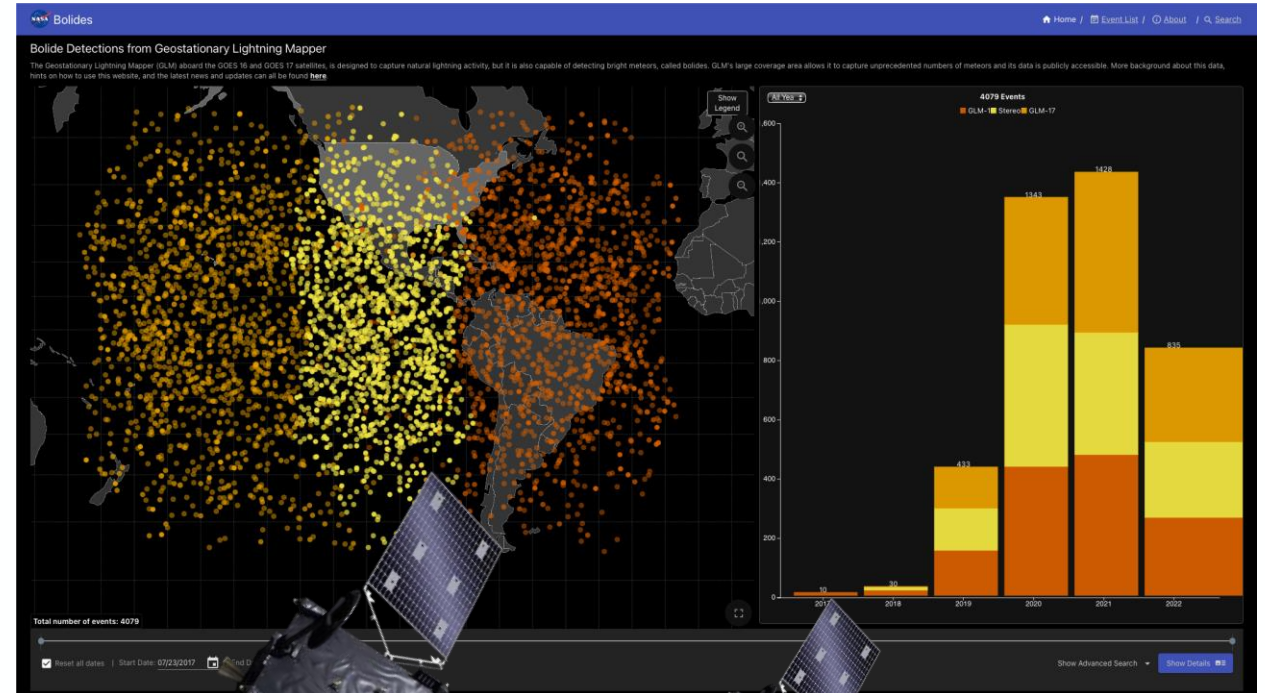 NASA Bolides
Home / Event List / About / Search
Bolide Detections from Geostationary Lightning Mapper
The Geostationary Lightning Mapper (GLM) aboard the GOES 16 and GOES 17 satellites, is designed to capture natural lightning activity, but it is also capable of detecting bright meteors, called bolides. GLM's large coverage area allows it to capture unprecedented numbers of meteors and its data is publicly accessible. More background about this data,
hints on how to use this website, and the latest news and updates can all be found here.
Show
Legend
Total number of events: 4079
All Yea
4079 Events
GLM-1 Stereo GLM-17
,600
,400
,200
,000
800
600
400
200
0
10
30
433
1343
1428
835
201
2018
2019
2020
2021
2022
Reset all dates | Start Date: 07/23/2017 End D
Show Advanced Search Show Details